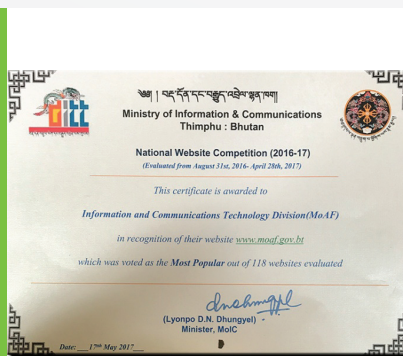 Ministry of Information & Communications
Thimphu : Bhutan
National Website Competition (2016-17)
(Evaluated from August 31st, 2016- April 28th, 2017)
This certificate is awarded to
Information and Communications Technology Division(MoAF)
in recognition of their website www.moaf.gov.bt
which was voted as the Most Popular out of 118 websites evaluated
(Lyonpo D.N. Dhungyel)
Minister, MoIC
Date: 17th May 2017